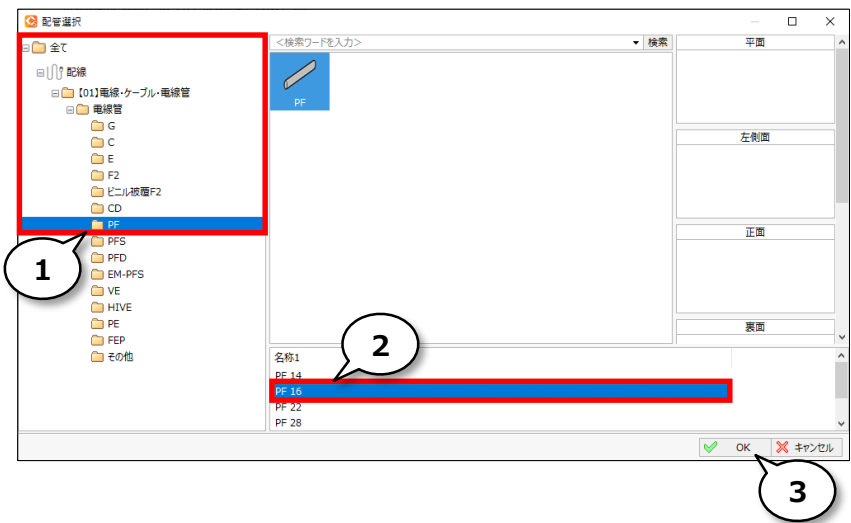 配管選択
全て
配線
【01】電線・ケーブル・電線管
電線管
G
C
E
F2
ビニル被覆F2
CD
PF
PFS
PFD
EM-PFS
VE
HIVE
PE
FEP
その他
1
<検索ワードを入力>
検索
PF
平面
左側面
正面
裏面
2
名称1
PF 14
PF 16
PF 22
PF 28
OK
キャンセル
3